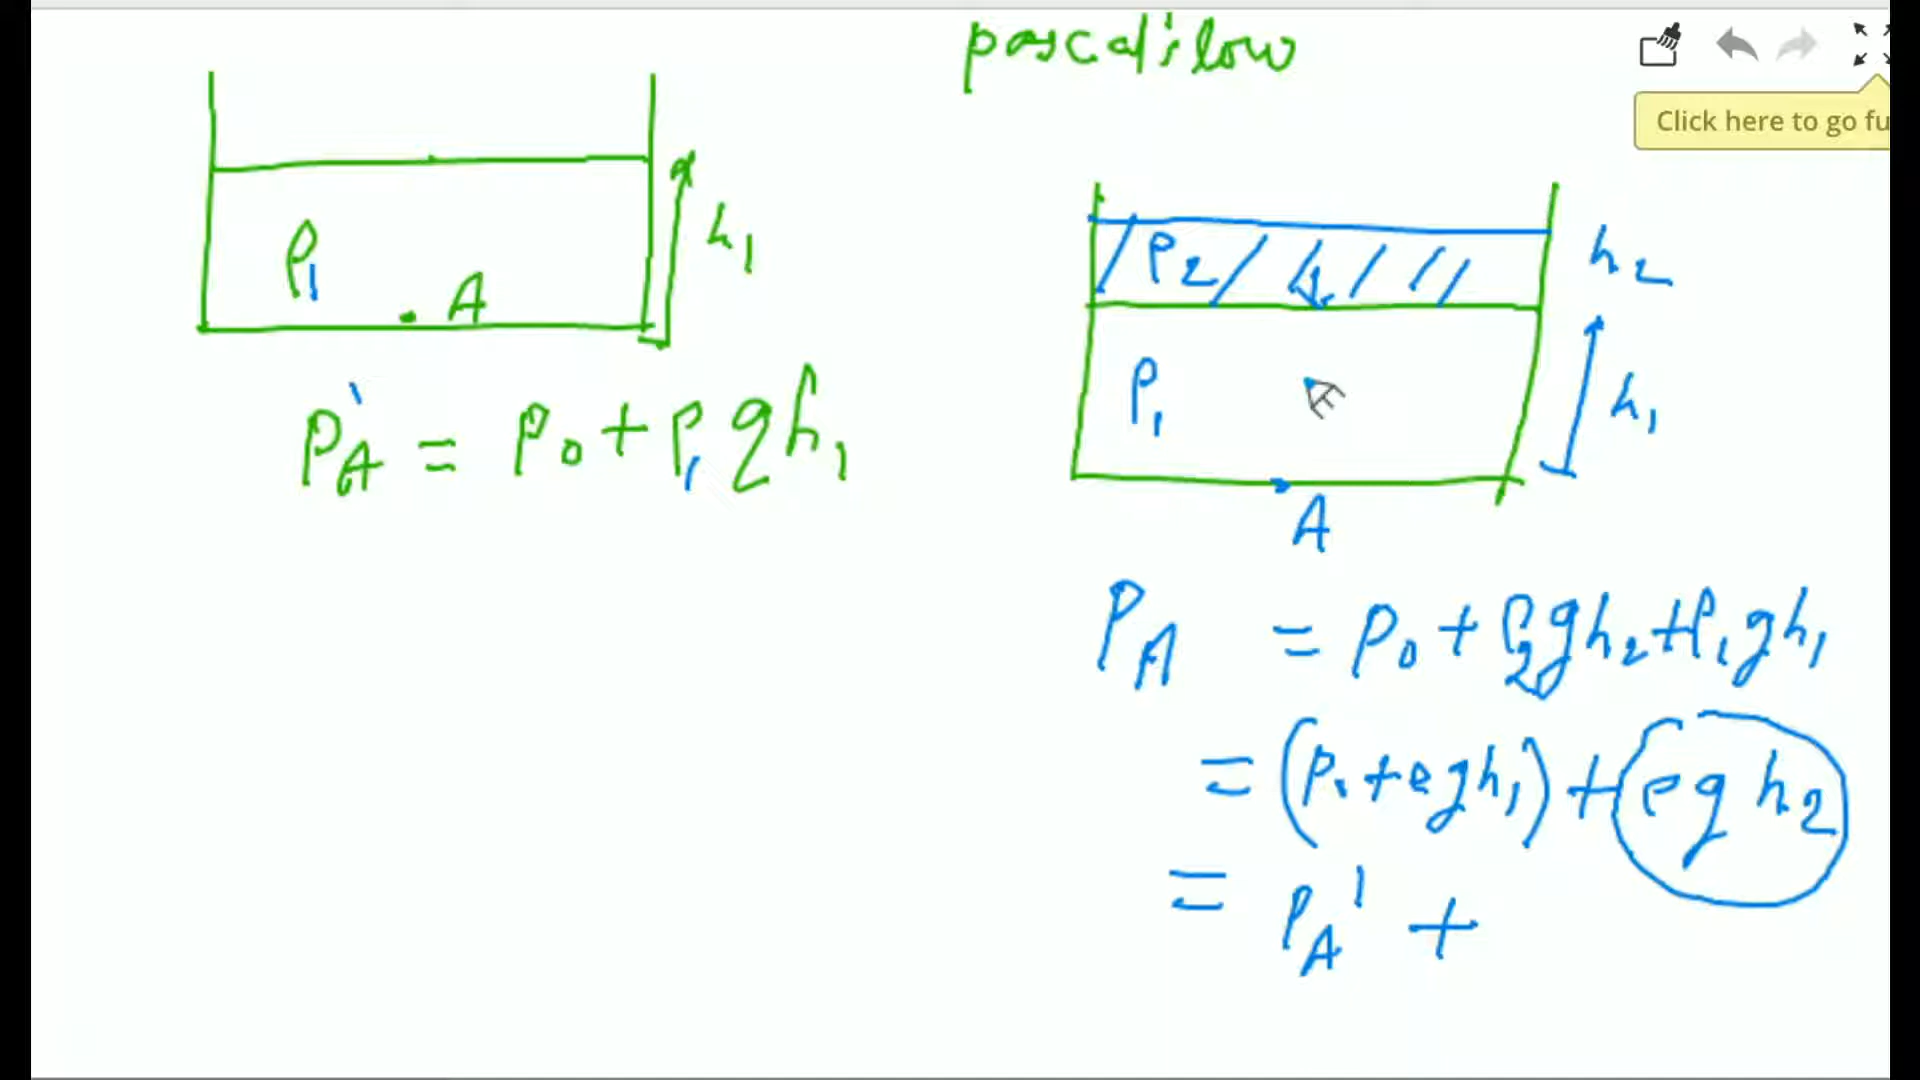 pascal's law
Click here to go fu
h₁
ρ₁
A
P'A = P₀ + ρ₁gh₁
ρ₂
h₂
ρ₁
h₁
A
PA = P₀ + ρ₂gh₂ + ρ₁gh₁
= (P₀ + ρgh₁) + ρgh₂
= PA' +